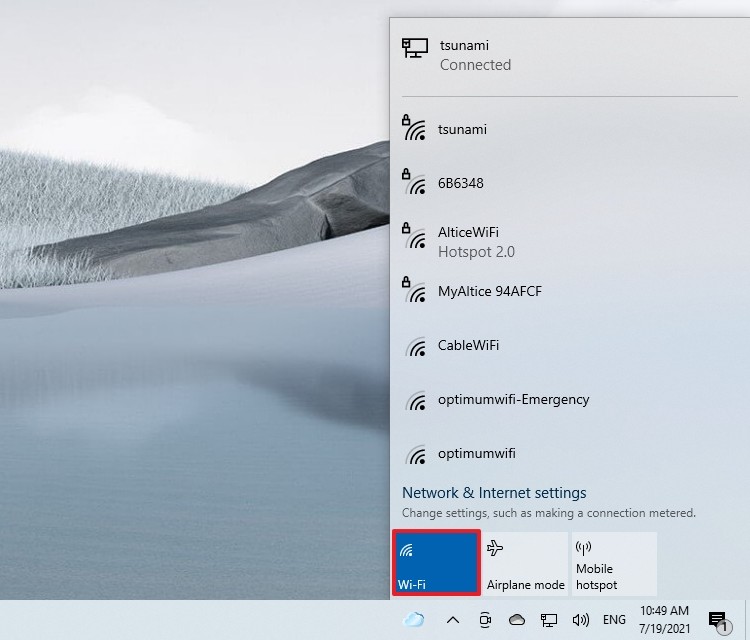 tsunami
Connected
tsunami
6B6348
AlticeWiFi
Hotspot 2.0
MyAltice 94AFCF
CableWiFi
optimumwifi-Emergency
optimumwifi
Network & Internet settings
Change settings, such as making a connection metered.
Wi-Fi
Airplane mode
Mobile
hotspot
ENG
10:49 AM
7/19/2021
1